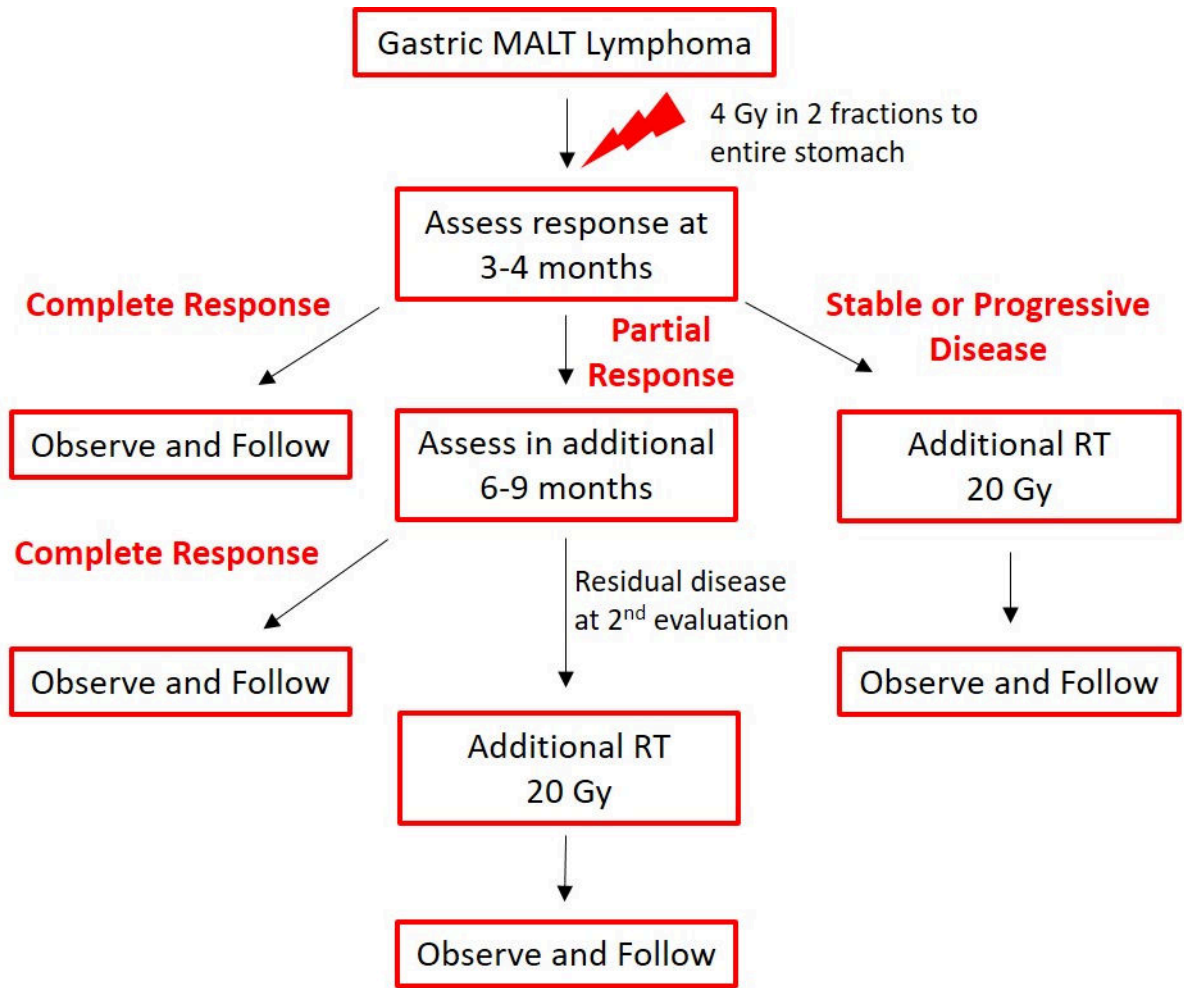 Gastric MALT Lymphoma
4 Gy in 2 fractions to
entire stomach
Assess response at
3-4 months
Complete Response
Partial
Response
Stable or Progressive
Disease
Observe and Follow
Assess in additional
6-9 months
Additional RT
20 Gy
Complete Response
Residual disease
at 2nd evaluation
Observe and Follow
Observe and Follow
Additional RT
20 Gy
Observe and Follow